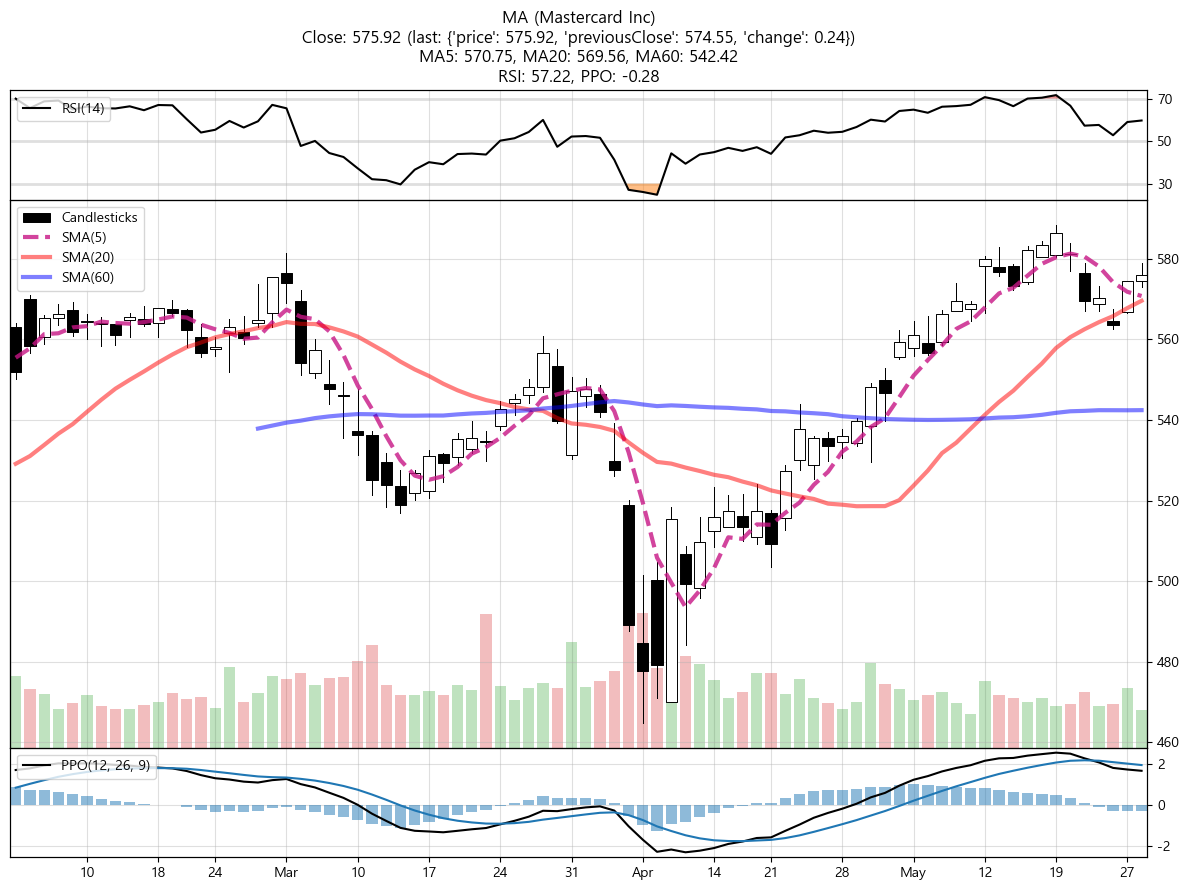 MA (Mastercard Inc)
Close: 575.92 (last: {'price': 575.92, 'previousClose': 574.55, 'change': 0.24})
MA5: 570.75, MA20: 569.56, MA60: 542.42
RSI: 57.22, PPO: -0.28
RSI(14)
70
50
30
Candlesticks
SMA(5)
SMA(20)
SMA(60)
580
560
540
520
500
480
460
PPO(12, 26, 9)
2
0
-2
10 18 24 Mar 10 17 24 31 Apr 14 21 28 May 12 19 27